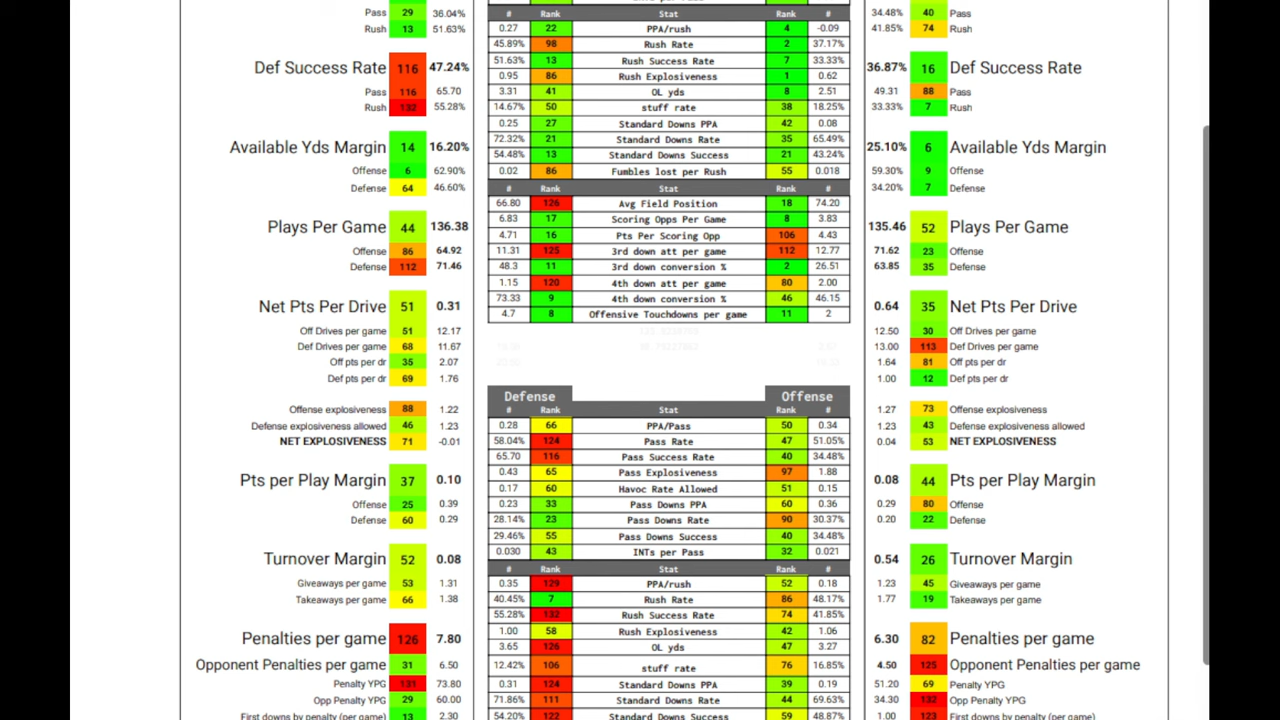 Pass 29 36.04%
Rush 13 51.63%
Def Success Rate 116 47.24%
Pass 116 65.70
Rush 132 55.28%
Available Yds Margin 14 16.20%
Offense 6 62.90%
Defense 64 46.60%
Plays Per Game 44 136.38
Offense 86 64.92
Defense 112 71.46
Net Pts Per Drive 51 0.31
Off Drives per game 51 12.17
Def Drives per game 68 11.67
Off pts per dr 35 2.07
Def pts per dr 69 1.76
Offense explosiveness 88 1.22
Defense explosiveness allowed 46 1.23
NET EXPLOSIVENESS 71 -0.01
Pts per Play Margin 37 0.10
Offense 25 0.39
Defense 60 0.29
Turnover Margin 52 0.08
Giveaways per game 53 1.31
Takeaways per game 66 1.38
Penalties per game 126 7.80
Opponent Penalties per game 31 6.50
Penalty YPG 131 73.80
Opp Penalty YPG 29 60.00
First downs by penalty (per game) 13 2.30
# Rank Stat Rank #
0.27 22 PPA/rush 4 -0.09
45.89% 98 Rush Rate 2 37.17%
51.63% 13 Rush Success Rate 7 33.33%
0.95 86 Rush Explosiveness 1 0.62
3.31 41 OL yds 8 2.51
14.67% 50 stuff rate 38 18.25%
0.25 27 Standard Downs PPA 42 0.08
72.32% 21 Standard Downs Rate 35 65.49%
54.48% 13 Standard Downs Success 21 43.24%
0.02 86 Fumbles lost per Rush 55 0.018
# Rank Stat Rank #
66.80 126 Avg Field Position 18 74.20
6.83 17 Scoring Opps Per Game 8 3.83
4.71 16 Pts Per Scoring Opp 106 4.43
11.31 125 3rd down att per game 112 12.77
48.3 11 3rd down conversion % 2 26.51
1.15 120 4th down att per game 80 2.00
73.33 9 4th down conversion % 46 46.15
4.7 8 Offensive Touchdowns per game 11 2
Defense Offense
# Rank Stat Rank #
0.28 66 PPA/Pass 50 0.34
58.04% 124 Pass Rate 47 51.05%
65.70 116 Pass Success Rate 40 34.48%
0.43 65 Pass Explosiveness 97 1.88
0.17 60 Havoc Rate Allowed 51 0.15
0.23 33 Pass Downs PPA 60 0.36
28.14% 23 Pass Downs Rate 90 30.37%
29.46% 55 Pass Downs Success 40 34.48%
0.030 43 INTs per Pass 32 0.021
# Rank Stat Rank #
0.35 129 PPA/rush 52 0.18
40.45% 7 Rush Rate 86 48.17%
55.28% 132 Rush Success Rate 74 41.85%
1.00 58 Rush Explosiveness 42 1.06
3.65 126 OL yds 47 3.27
12.42% 106 stuff rate 76 16.85%
0.31 124 Standard Downs PPA 39 0.19
71.86% 111 Standard Downs Rate 44 69.63%
54.20% 122 Standard Downs Success 59 48.87%
34.48% 40 Pass
41.85% 74 Rush
36.87% 16 Def Success Rate
49.31 88 Pass
33.33% 7 Rush
25.10% 6 Available Yds Margin
59.30% 9 Offense
34.20% 7 Defense
135.46 52 Plays Per Game
71.62 23 Offense
63.85 35 Defense
0.64 35 Net Pts Per Drive
12.50 30 Off Drives per game
13.00 113 Def Drives per game
1.64 81 Off pts per dr
1.00 12 Def pts per dr
1.27 73 Offense explosiveness
1.23 43 Defense explosiveness allowed
0.04 53 NET EXPLOSIVENESS
0.08 44 Pts per Play Margin
0.29 80 Offense
0.20 22 Defense
0.54 26 Turnover Margin
1.23 45 Giveaways per game
1.77 19 Takeaways per game
6.30 82 Penalties per game
4.50 125 Opponent Penalties per game
51.20 69 Penalty YPG
34.30 132 Opp Penalty YPG
1.00 123 First downs by penalty (per game)